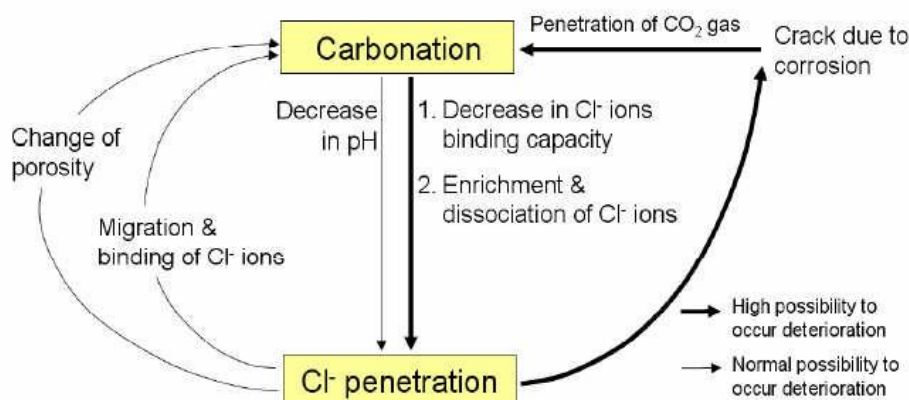 Penetration of CO₂ gas
Carbonation
Crack due to
corrosion
Decrease
in pH
1. Decrease in Cl⁻ ions
binding capacity
2. Enrichment &
dissociation of Cl⁻ ions
Change of
porosity
Migration &
binding of Cl⁻ ions
High possibility to
occur deterioration
Normal possibility to
occur deterioration
Cl⁻ penetration